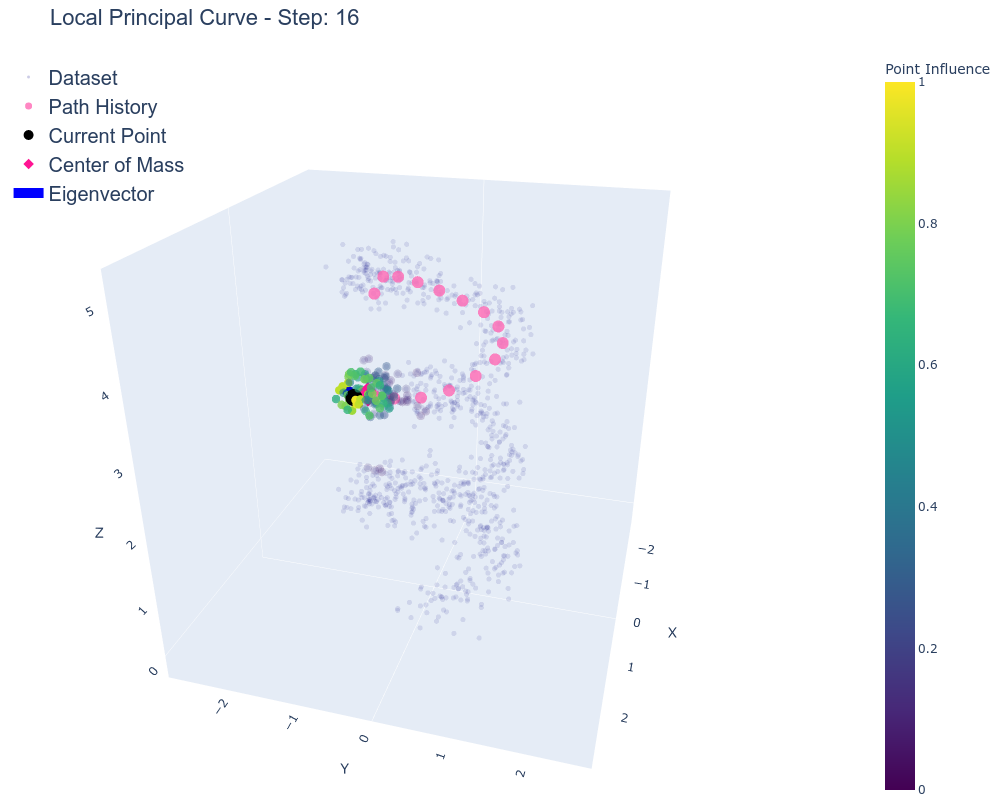 Local Principal Curve - Step: 16
Dataset
Path History
Current Point
Center of Mass
Eigenvector
Point Influence
1
0.8
0.6
0.4
0.2
0
5
4
3
2
1
0
Z
−2
−1
0
1
2
Y
−2
−1
0
1
2
X